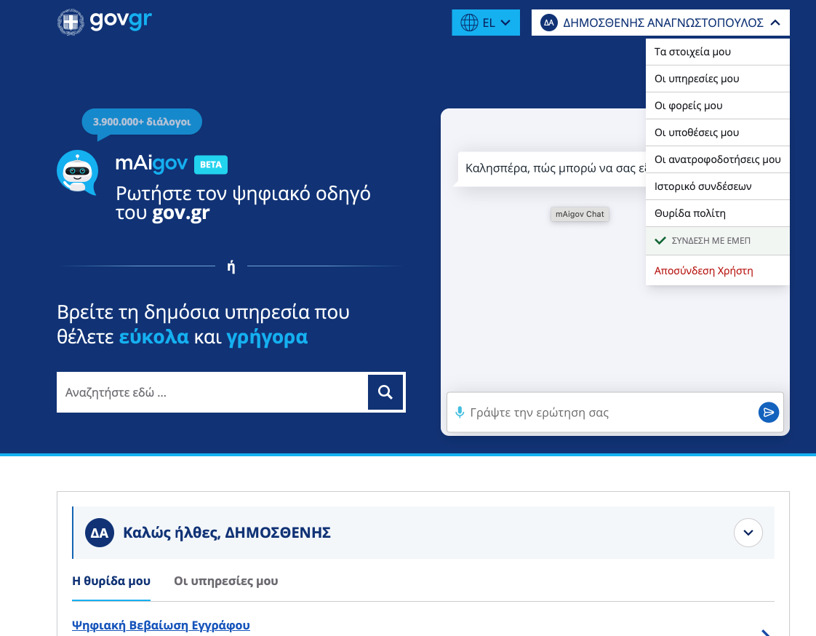 govgr
EL
ΔΑ ΔΗΜΟΣΘΕΝΗΣ ΑΝΑΓΝΩΣΤΟΠΟΥΛΟΣ
Τα στοιχεία μου
Οι υπηρεσίες μου
Οι φορείς μου
Οι υποθέσεις μου
Οι ανατροφοδοτήσεις μου
Ιστορικό συνδέσεων
Θυρίδα πολίτη
ΣΥΝΔΕΣΗ ΜΕ ΕΜΕΠ
Αποσύνδεση Χρήστη
3.900.000+ διάλογοι
mAigov BETA
Ρωτήστε τον ψηφιακό οδηγό
του gov.gr
ή
Βρείτε τη δημόσια υπηρεσία που
θέλετε εύκολα και γρήγορα
Αναζητήστε εδώ ...
Καλησπέρα, πώς μπορώ να σας
mAigov Chat
Γράψτε την ερώτηση σας
ΔΑ Καλώς ήλθες, ΔΗΜΟΣΘΕΝΗΣ
Η θυρίδα μου Οι υπηρεσίες μου
Ψηφιακή Βεβαίωση Εγγράφου